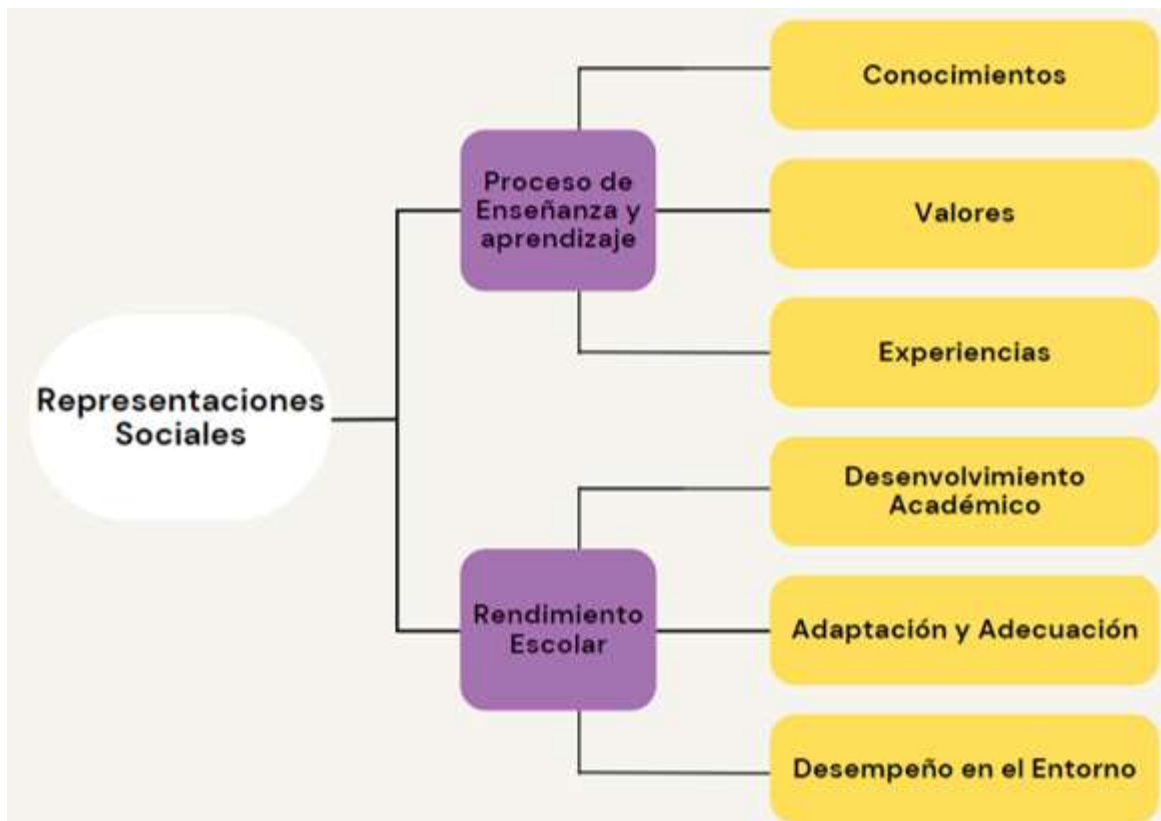 Representaciones
Sociales
Proceso de
Enseñanza y
aprendizaje
Conocimientos
Valores
Experiencias
Rendimiento
Escolar
Desenvolvimiento
Académico
Adaptación y Adecuación
Desempeño en el Entorno